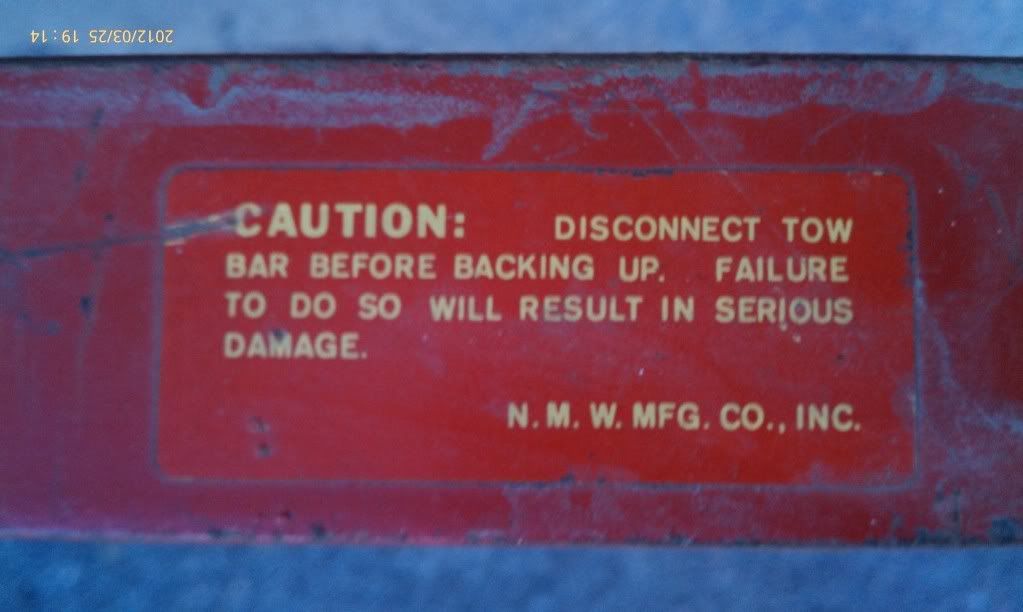 2012/03/25 19:14
CAUTION: DISCONNECT TOW
BAR BEFORE BACKING UP. FAILURE
TO DO SO WILL RESULT IN SERIOUS
DAMAGE.
N. M. W. MFG. CO., INC.